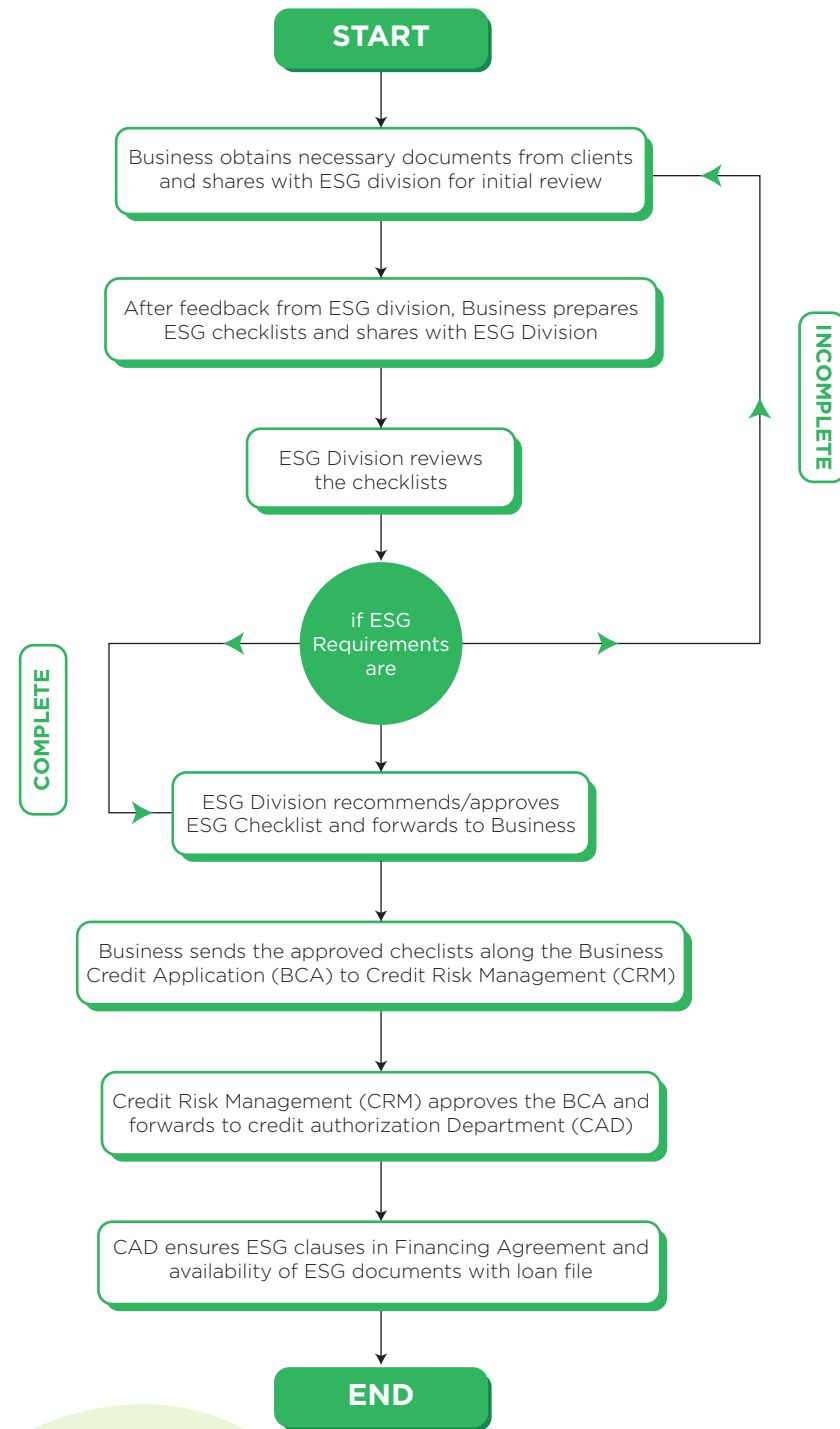 START
Business obtains necessary documents from clients
and shares with ESG division for initial review
After feedback from ESG division, Business prepares
ESG checklists and shares with ESG Division
INCOMPLETE
ESG Division reviews
the checklists
if ESG
Requirements
are
COMPLETE
ESG Division recommends/approves
ESG Checklist and forwards to Business
Business sends the approved checlists along the Business
Credit Application (BCA) to Credit Risk Management (CRM)
Credit Risk Management (CRM) approves the BCA and
forwards to credit authorization Department (CAD)
CAD ensures ESG clauses in Financing Agreement and
availability of ESG documents with loan file
END